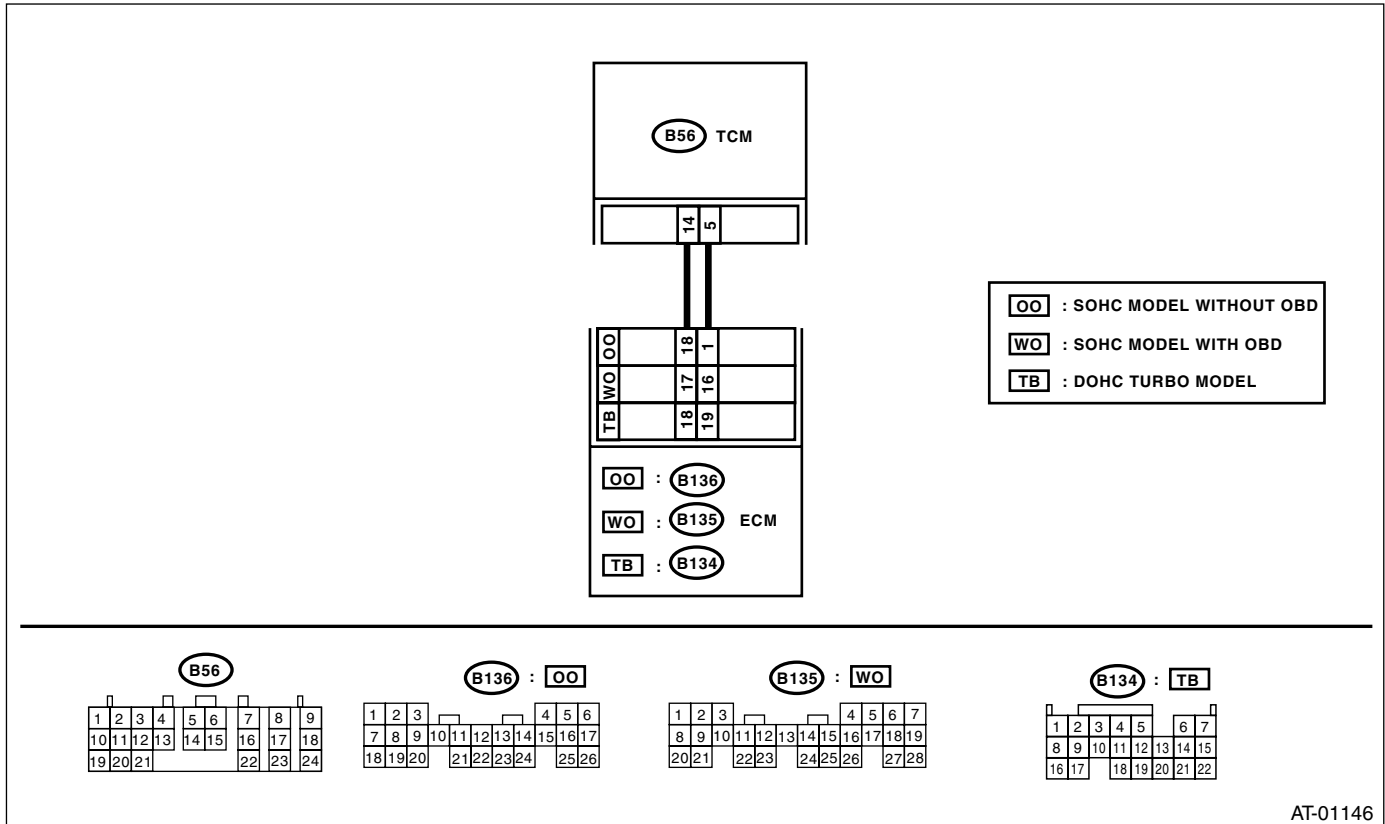 B56 TCM
14 5
OO 18 1
WO 17 16
TB 18 19
OO : B136
WO : B135 ECM
TB : B134
OO : SOHC MODEL WITHOUT OBD
WO : SOHC MODEL WITH OBD
TB : DOHC TURBO MODEL
B56
1 2 3 4 5 6 7 8 9
10 11 12 13 14 15 16 17 18
19 20 21 22 23 24
B136 : OO
1 2 3 4 5 6
7 8 9 10 11 12 13 14 15 16 17
18 19 20 21 22 23 24 25 26
B135 : WO
1 2 3 4 5 6 7
8 9 10 11 12 13 14 15 16 17 18 19
20 21 22 23 24 25 26 27 28
B134 : TB
1 2 3 4 5 6 7
8 9 10 11 12 13 14 15
16 17 18 19 20 21 22
AT-01146